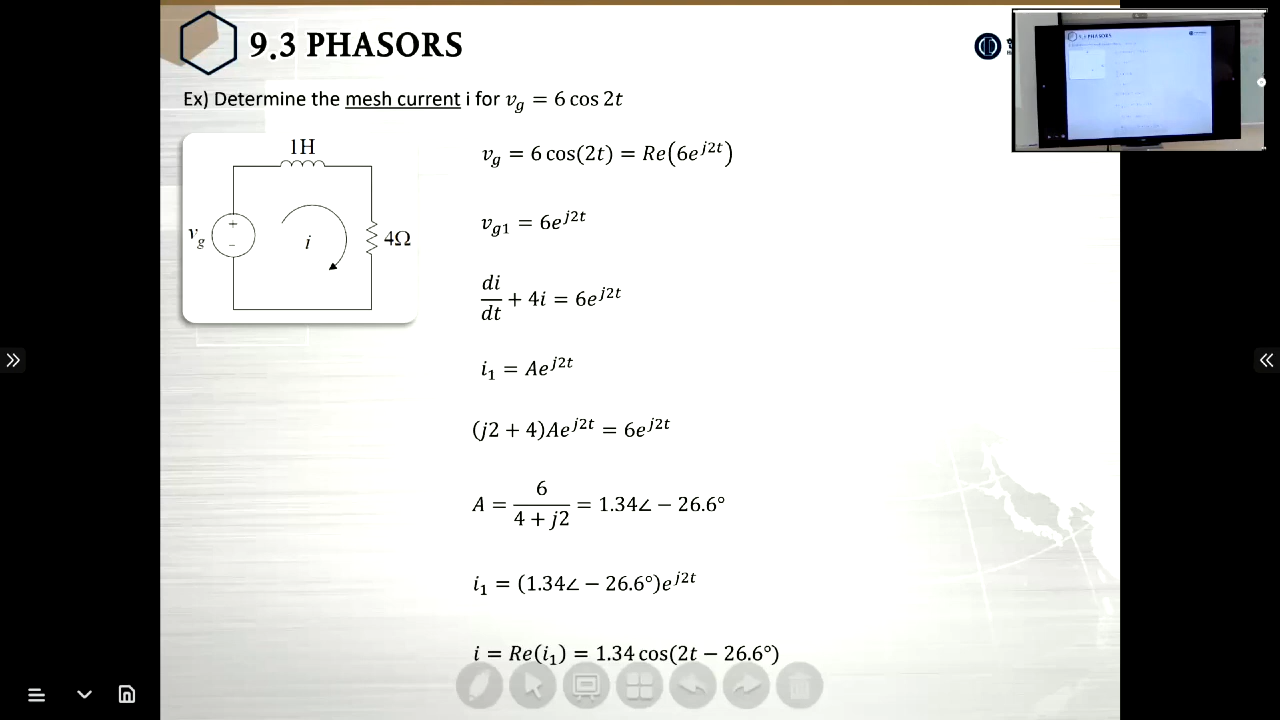 9.3 PHASORS
Ex) Determine the mesh current i for v_g = 6 cos 2t
1H
v_g
+
−
i
4Ω
v_g = 6 cos(2t) = Re(6e^{j2t})
v_{g1} = 6e^{j2t}
di/dt + 4i = 6e^{j2t}
i_1 = Ae^{j2t}
(j2 + 4)Ae^{j2t} = 6e^{j2t}
A = 6/(4 + j2) = 1.34∠ − 26.6°
i_1 = (1.34∠ − 26.6°)e^{j2t}
i = Re(i_1) = 1.34 cos(2t − 26.6°)
9.3 PHASORS